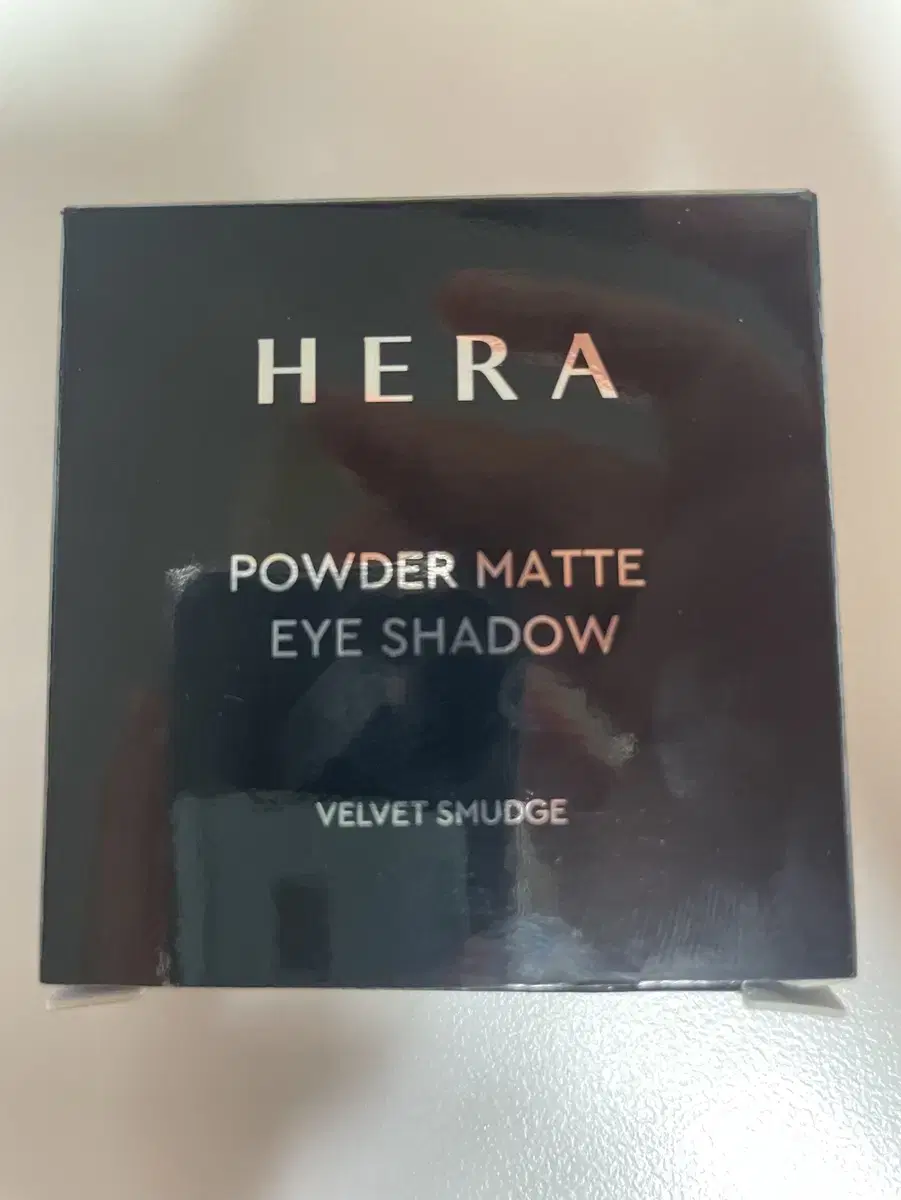 HERA
POWDER MATTE
EYE SHADOW
VELVET SMUDGE